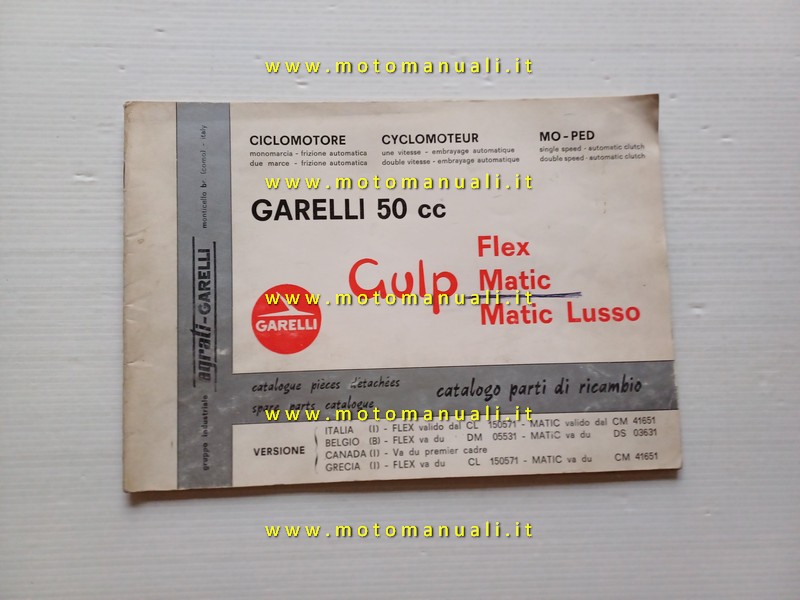 www.motomanuali.it
CICLOMOTORE
monomarcia - frizione automatica
due marce - frizione automatica
CYCLOMOTEUR
une vitesse - embrayage automatique
double vitesse - embrayage automatique
MO-PED
single speed - automatic clutch
double speed - automatic clutch
www.motomanuali.it
GARELLI 50 cc
Gulp
Flex
Matic
Matic Lusso
www.motomanuali.it
GARELLI
gruppo industriale agrati-GARELLI monticello br. (como) - italy
catalogue pièces détachées
spare parts catalogue
catalogo parti di ricambio
www.motomanuali.it
VERSIONE
ITALIA (I) - FLEX valido dal CL 150571 - MATIC valido dal CM 41651
BELGIO (B) - FLEX va du DM 05531 - MATIC va du DS 03631
CANADA (I) - Va du premier cadre
GRECIA (I) - FLEX va du CL 150571 - MATIC va du CM 41651
www.motomanuali.it